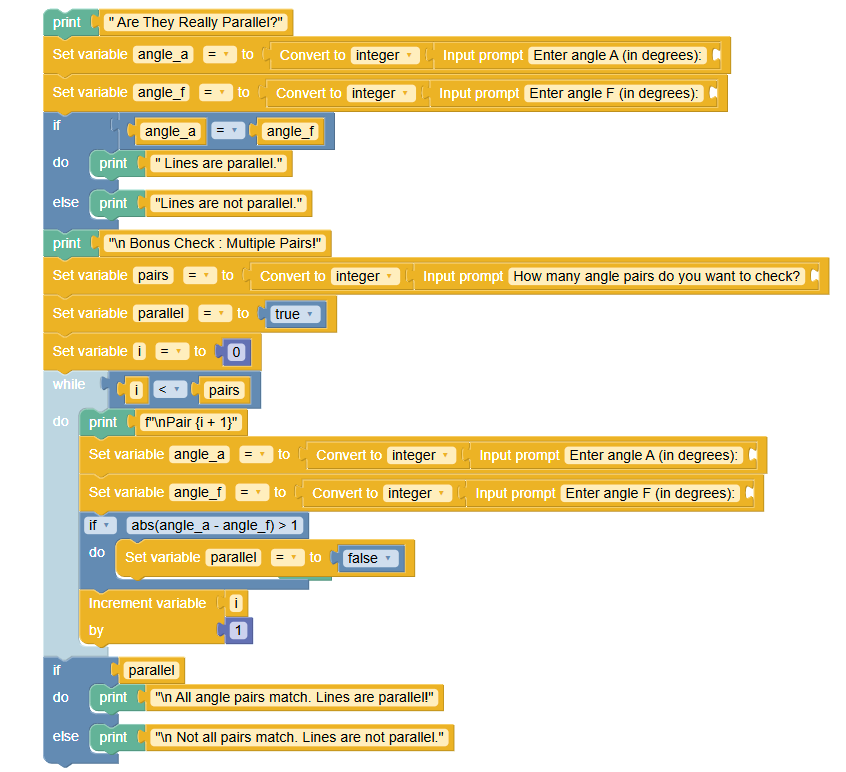 print " Are They Really Parallel?"
Set variable angle_a = to Convert to integer Input prompt Enter angle A (in degrees):
Set variable angle_f = to Convert to integer Input prompt Enter angle F (in degrees):
if angle_a = angle_f
do print " Lines are parallel."
else print "Lines are not parallel."
print "\n Bonus Check : Multiple Pairs!"
Set variable pairs = to Convert to integer Input prompt How many angle pairs do you want to check?
Set variable parallel = to true
Set variable i = to 0
while i < pairs
do print f"\nPair {i + 1}"
Set variable angle_a = to Convert to integer Input prompt Enter angle A (in degrees):
Set variable angle_f = to Convert to integer Input prompt Enter angle F (in degrees):
if abs(angle_a - angle_f) > 1
do Set variable parallel = to false
Increment variable i
by 1
if parallel
do print "\n All angle pairs match. Lines are parallel!"
else print "\n Not all pairs match. Lines are not parallel."